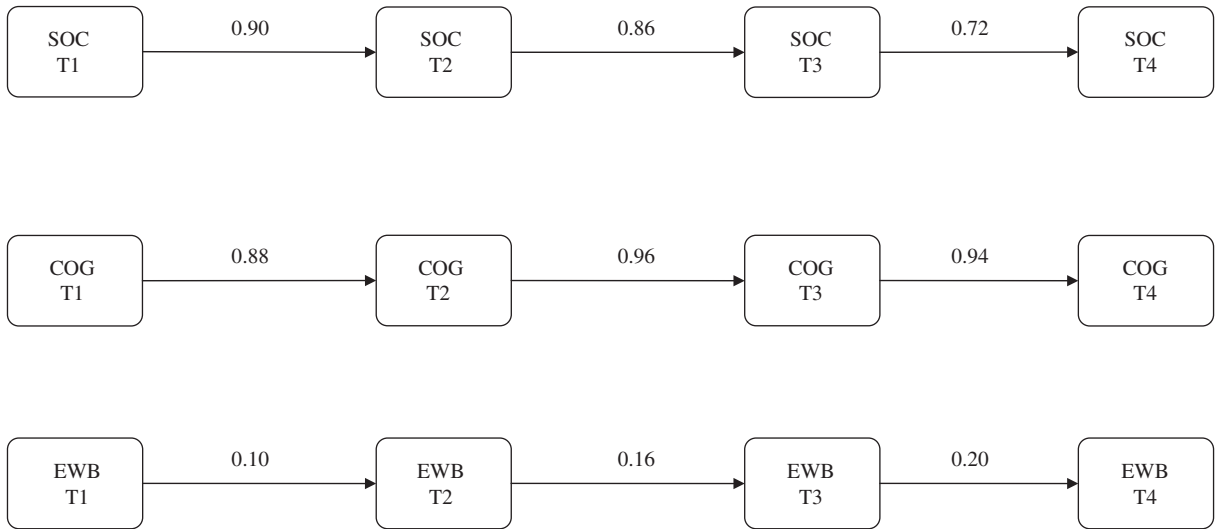 0.90 0.86 0.72
SOC SOC SOC SOC
T1 T2 T3 T4
0.88 0.96 0.94
COG COG COG COG
T1 T2 T3 T4
0.10 0.16 0.20
EWB EWB EWB EWB
T1 T2 T3 T4